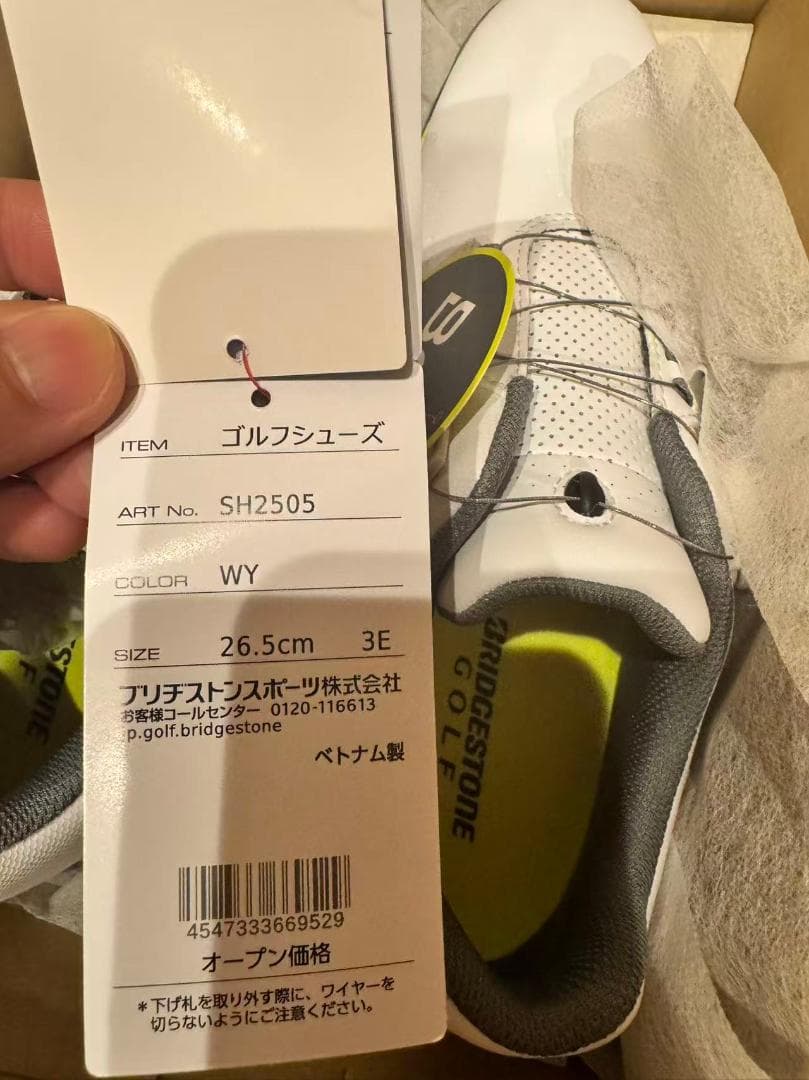 ITEM ゴルフシューズ
ART No. SH2505
COLOR WY
SIZE 26.5cm 3E
ブリヂストンスポーツ株式会社
お客様コールセンター 0120-116613
p.golf.bridgestone
ベトナム製
4547333669529
オープン価格
*下げ札を取り外す際に、ワイヤーを
切らないようにご注意ください。
B
BRIDGESTONE
GOLF
STONE
F